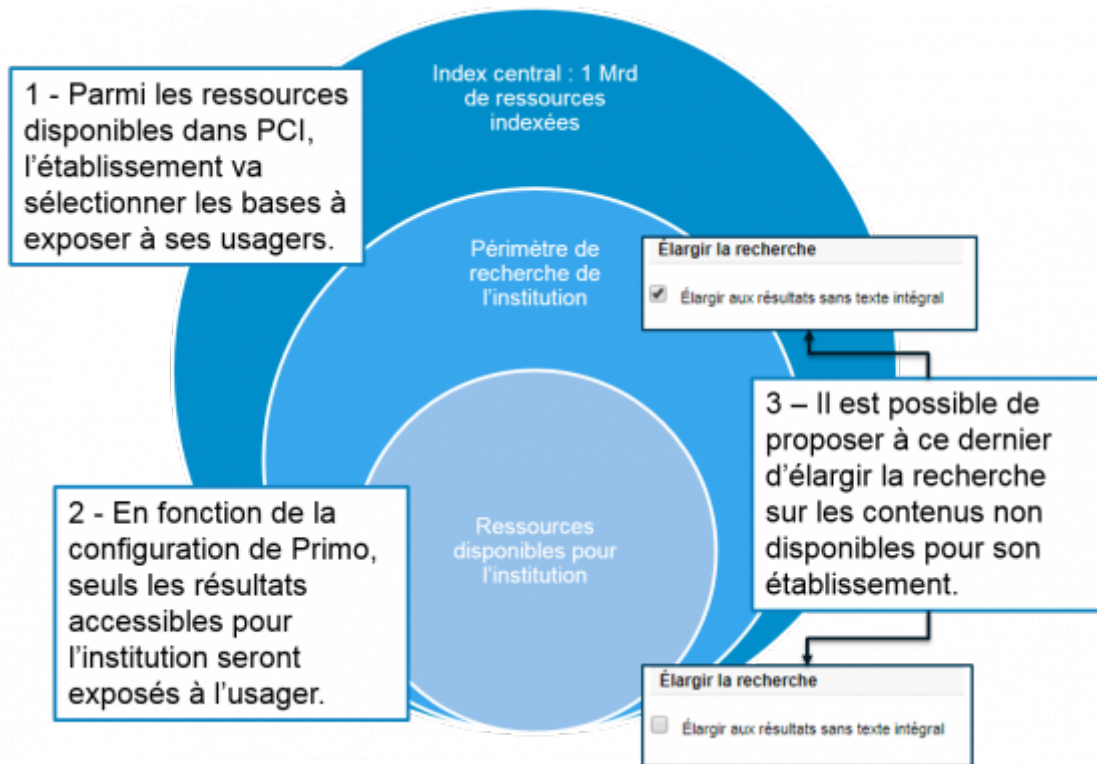 Index central : 1 Mrd
de ressources
indexées
1 - Parmi les ressources
disponibles dans PCI,
l'établissement va
sélectionner les bases à
exposer à ses usagers.
Périmètre de
recherche de
l'institution
Élargir la recherche
Élargir aux résultats sans texte intégral
3 – Il est possible de
proposer à ce dernier
d'élargir la recherche
sur les contenus non
disponibles pour son
établissement.
2 - En fonction de la
configuration de Primo,
seuls les résultats
accessibles pour
l'institution seront
exposés à l'usager.
Ressources
disponibles pour
l'institution
Élargir la recherche
Élargir aux résultats sans texte intégral